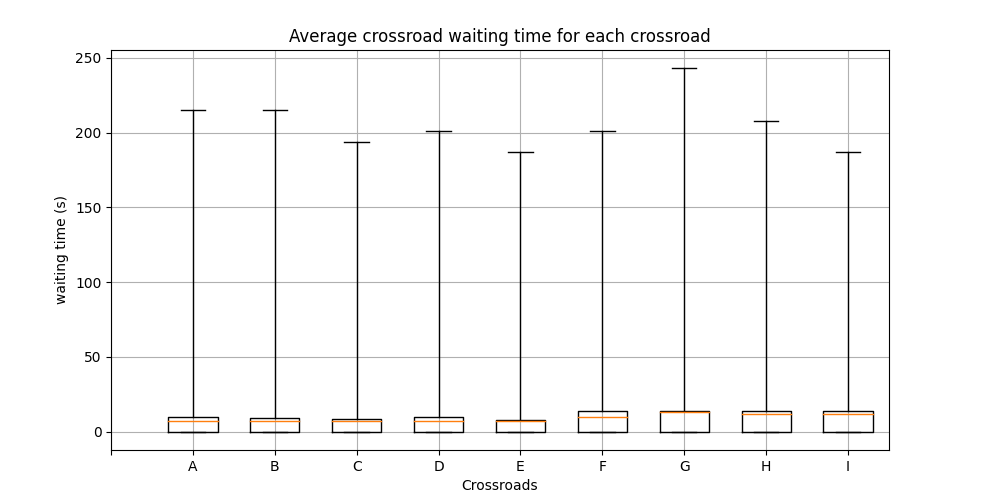 Average crossroad waiting time for each crossroad
250
200
150
100
50
0
waiting time (s)
A B C D E F G H I
Crossroads